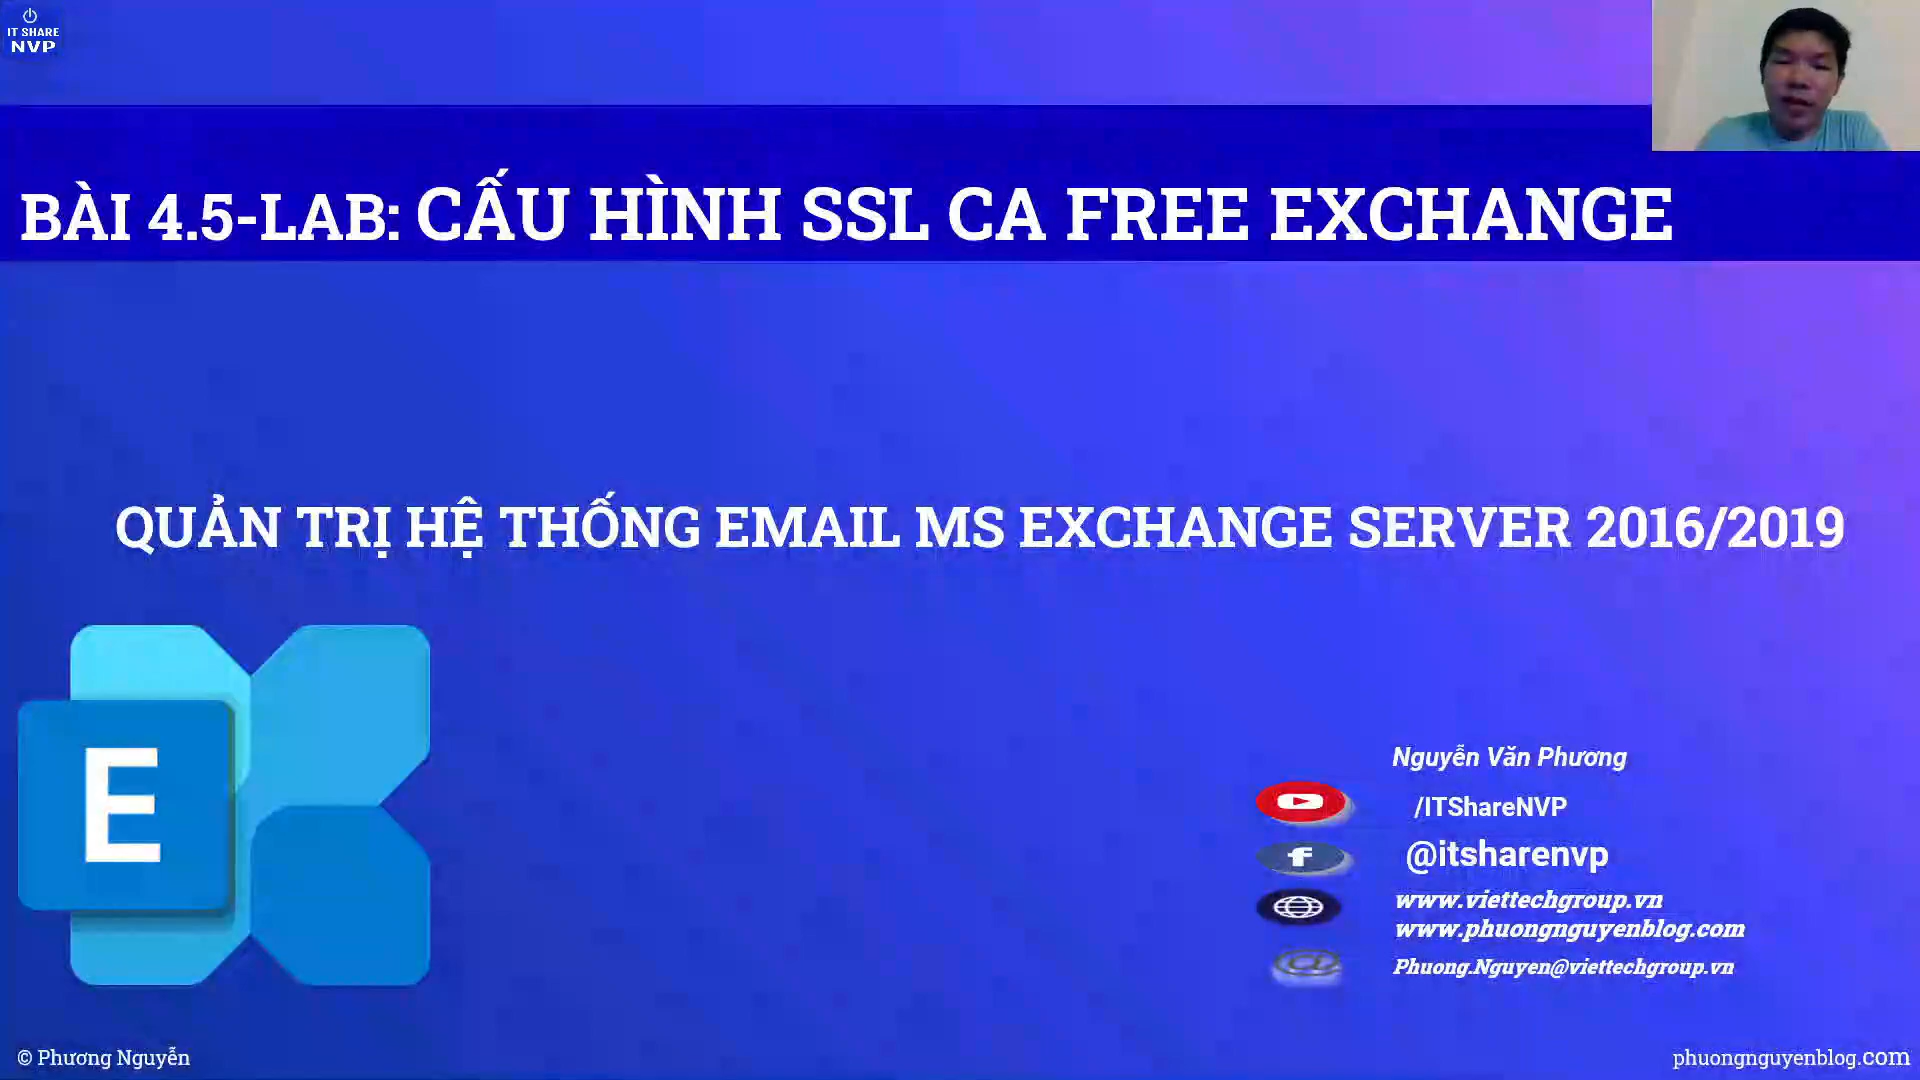 IT SHARE
NVP
BÀI 4.5-LAB: CẤU HÌNH SSL CA FREE EXCHANGE
QUẢN TRỊ HỆ THỐNG EMAIL MS EXCHANGE SERVER 2016/2019
E
Nguyễn Văn Phương
/ITShareNVP
f
@itsharenvp
www.viettechgroup.vn
www.phuongnguyenblog.com
@
Phuong.Nguyen@viettechgroup.vn
© Phương Nguyễn
phuongnguyenblog.com